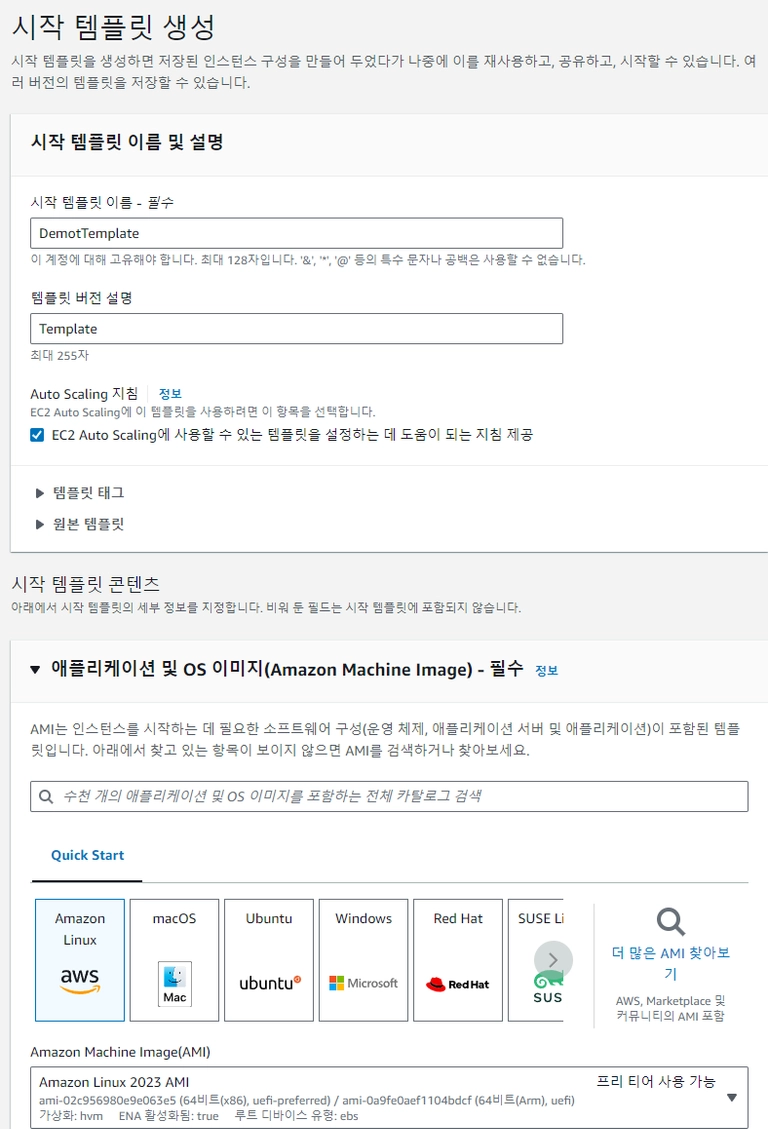 시작 템플릿 생성
시작 템플릿을 생성하면 저장된 인스턴스 구성을 만들어 두었다가 나중에 이를 재사용하고, 공유하고, 시작할 수 있습니다. 여
러 버전의 템플릿을 저장할 수 있습니다.
시작 템플릿 이름 및 설명
시작 템플릿 이름 - 필수
DemotTemplate
이 계정에 대해 고유해야 합니다. 최대 128자입니다. '&', '*', '@' 등의 특수 문자나 공백은 사용할 수 없습니다.
템플릿 버전 설명
Template
최대 255자
Auto Scaling 지침 정보
EC2 Auto Scaling에 이 템플릿을 사용하려면 이 항목을 선택합니다.
EC2 Auto Scaling에 사용할 수 있는 템플릿을 설정하는 데 도움이 되는 지침 제공
템플릿 태그
원본 템플릿
시작 템플릿 콘텐츠
아래에서 시작 템플릿의 세부 정보를 지정합니다. 비워 둔 필드는 시작 템플릿에 포함되지 않습니다.
애플리케이션 및 OS 이미지(Amazon Machine Image) - 필수 정보
AMI는 인스턴스를 시작하는 데 필요한 소프트웨어 구성(운영 체제, 애플리케이션 서버 및 애플리케이션)이 포함된 템플
릿입니다. 아래에서 찾고 있는 항목이 보이지 않으면 AMI를 검색하거나 찾아보세요.
수천 개의 애플리케이션 및 OS 이미지를 포함하는 전체 카탈로그 검색
Quick Start
Amazon
Linux
aws
macOS
Mac
Ubuntu
ubuntu
Windows
Microsoft
Red Hat
Red Hat
SUSE Li
SUS
더 많은 AMI 찾아보
기
AWS, Marketplace 및
커뮤니티의 AMI 포함
Amazon Machine Image(AMI)
Amazon Linux 2023 AMI 프리 티어 사용 가능
ami-02c956980e9e063e5 (64비트(x86), uefi-preferred) / ami-0a9fe0aef1104bdcf (64비트(Arm), uefi)
가상화: hvm ENA 활성화됨: true 루트 디바이스 유형: ebs